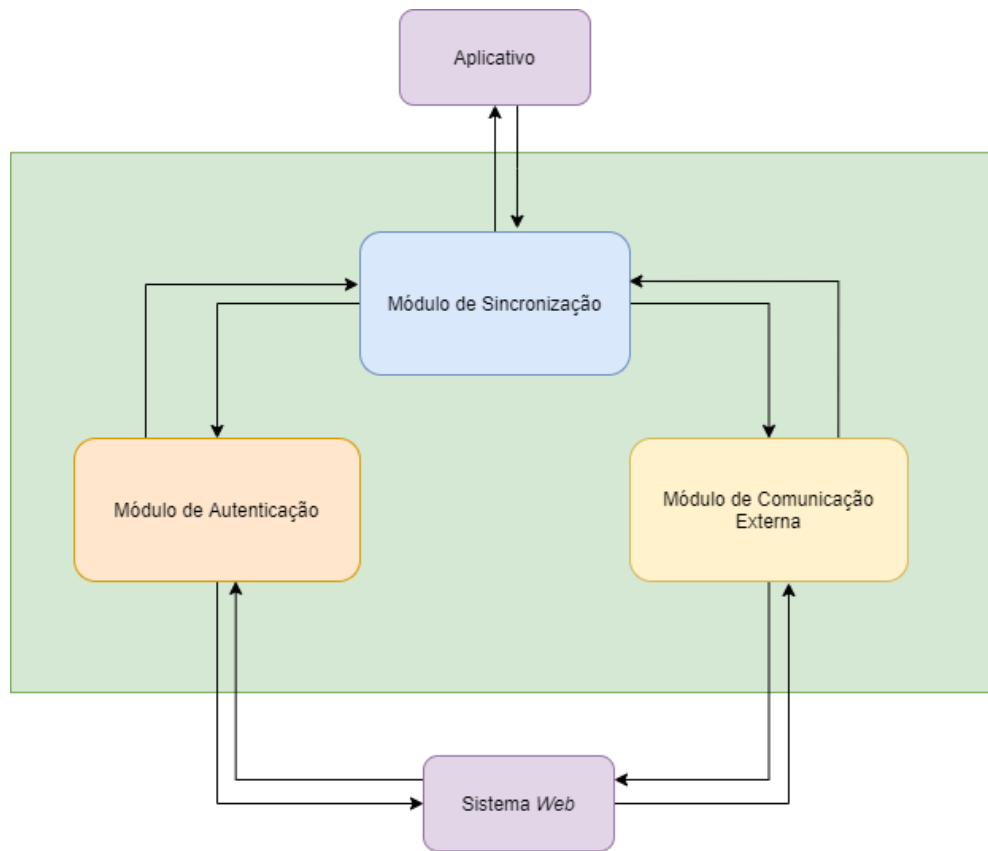 Aplicativo
Módulo de Sincronização
Módulo de Autenticação
Módulo de Comunicação
Externa
Sistema Web